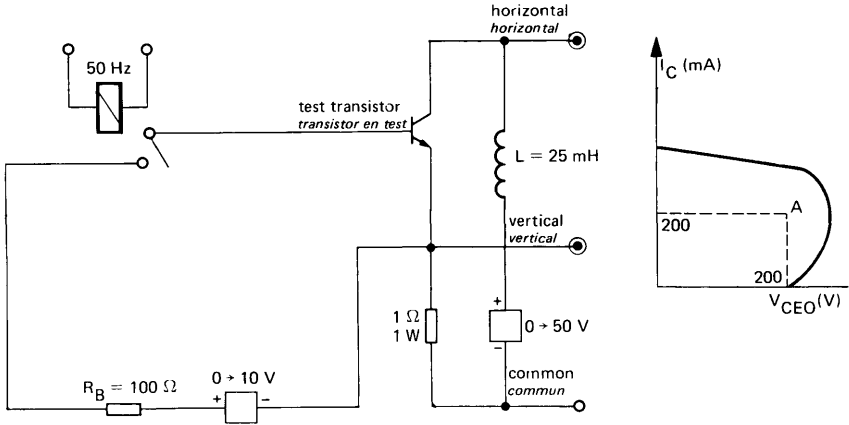 horizontal
horizontal
50 Hz
test transistor
transistor en test
L = 25 mH
vertical
vertical
1 Ω
1 W
+
−
0 → 50 V
common
commun
R_B = 100 Ω
0 → 10 V
+ −
I_C (mA)
A
200
200
V_CEO (V)